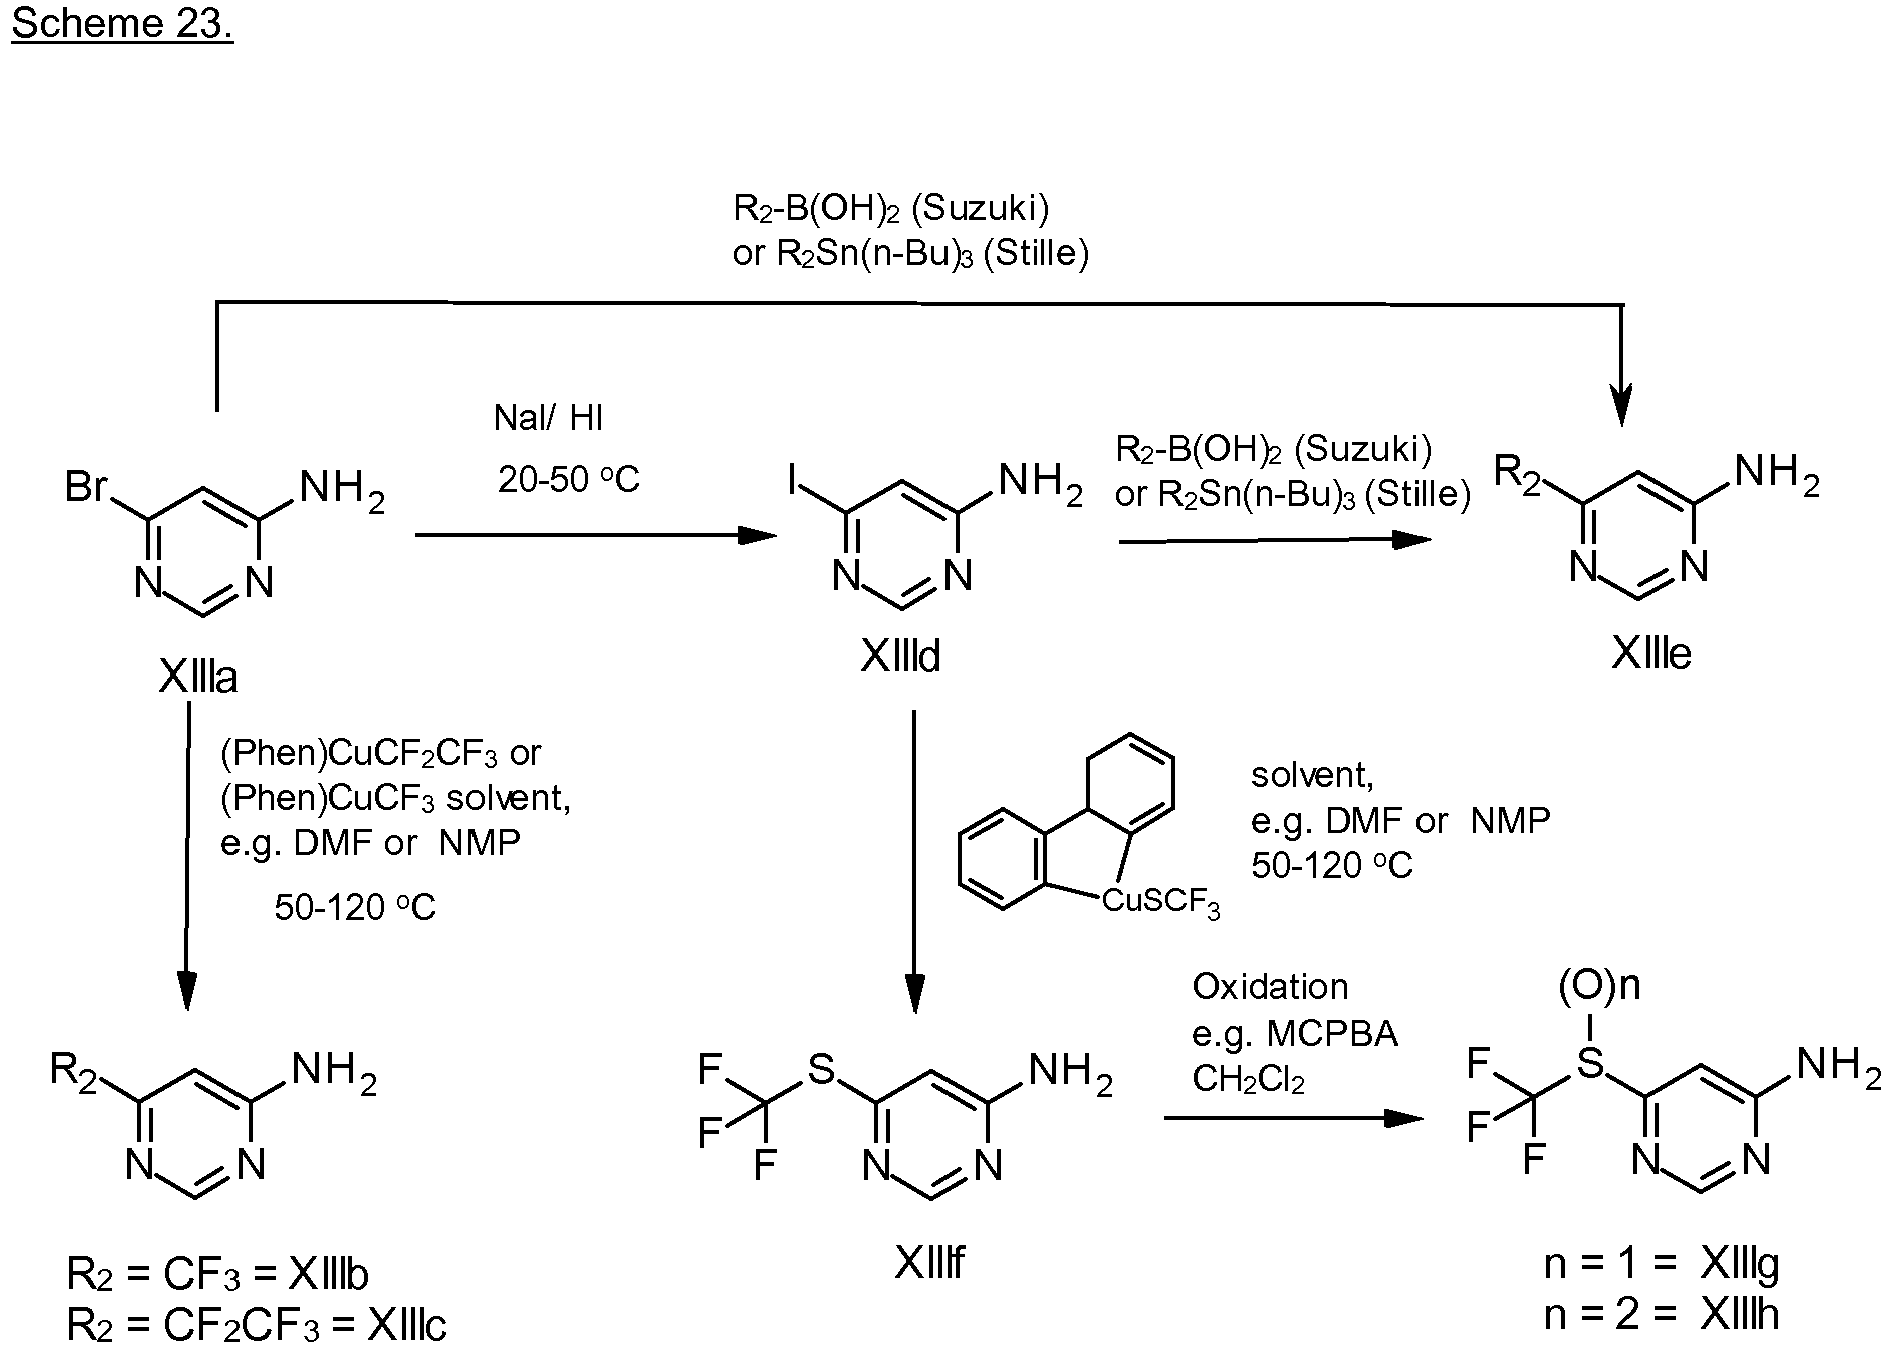 Scheme 23.
R2-B(OH)2 (Suzuki)
or R2Sn(n-Bu)3 (Stille)
NaI/ HI
20-50 oC
R2-B(OH)2 (Suzuki)
or R2Sn(n-Bu)3 (Stille)
Br
NH2
N
N
XIIIa
I
NH2
N
N
XIIId
R2
NH2
N
N
XIIIe
(Phen)CuCF2CF3 or
(Phen)CuCF3 solvent,
e.g. DMF or NMP
50-120 oC
CuSCF3
solvent,
e.g. DMF or NMP
50-120 oC
R2
NH2
N
N
R2 = CF3 = XIIIb
R2 = CF2CF3 = XIIIc
F
F
F
S
NH2
N
N
XIIIf
Oxidation
e.g. MCPBA
CH2Cl2
(O)n
S
F
F
F
NH2
N
N
n = 1 = XIIIg
n = 2 = XIIIh